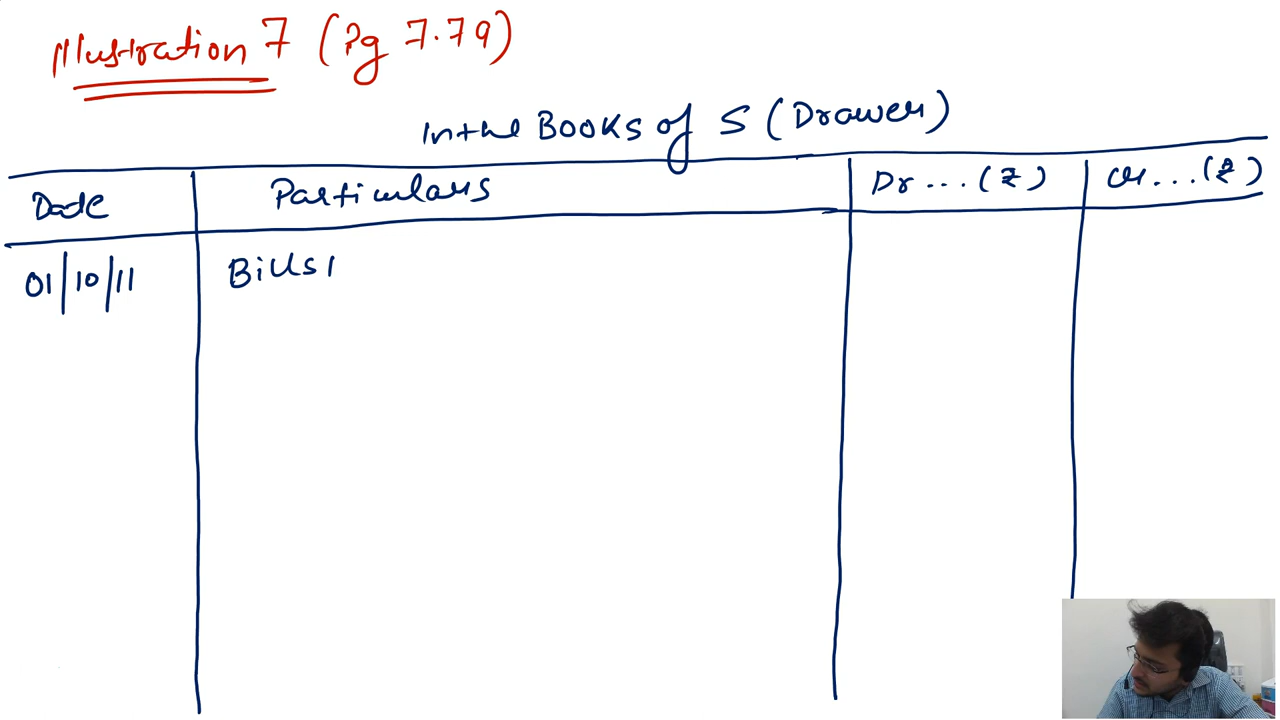 Illustration 7 (Pg 7.79)
In the Books of S (Drawer)
Date Particulars Dr ... (₹) Cr ... (₹)
01/10/11 Bills